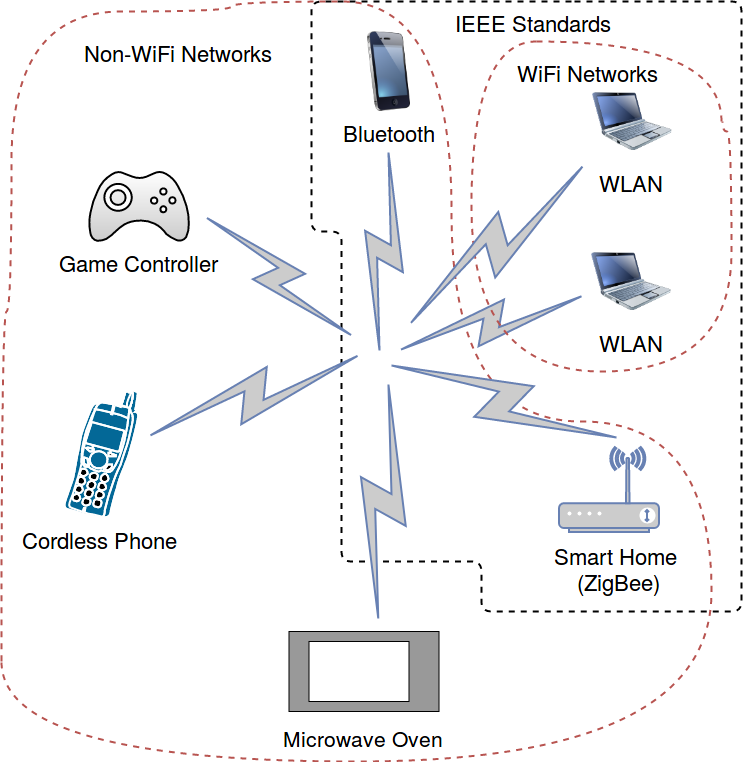 IEEE Standards
Non-WiFi Networks
WiFi Networks
Bluetooth
WLAN
Game Controller
WLAN
Cordless Phone
Smart Home
(ZigBee)
Microwave Oven